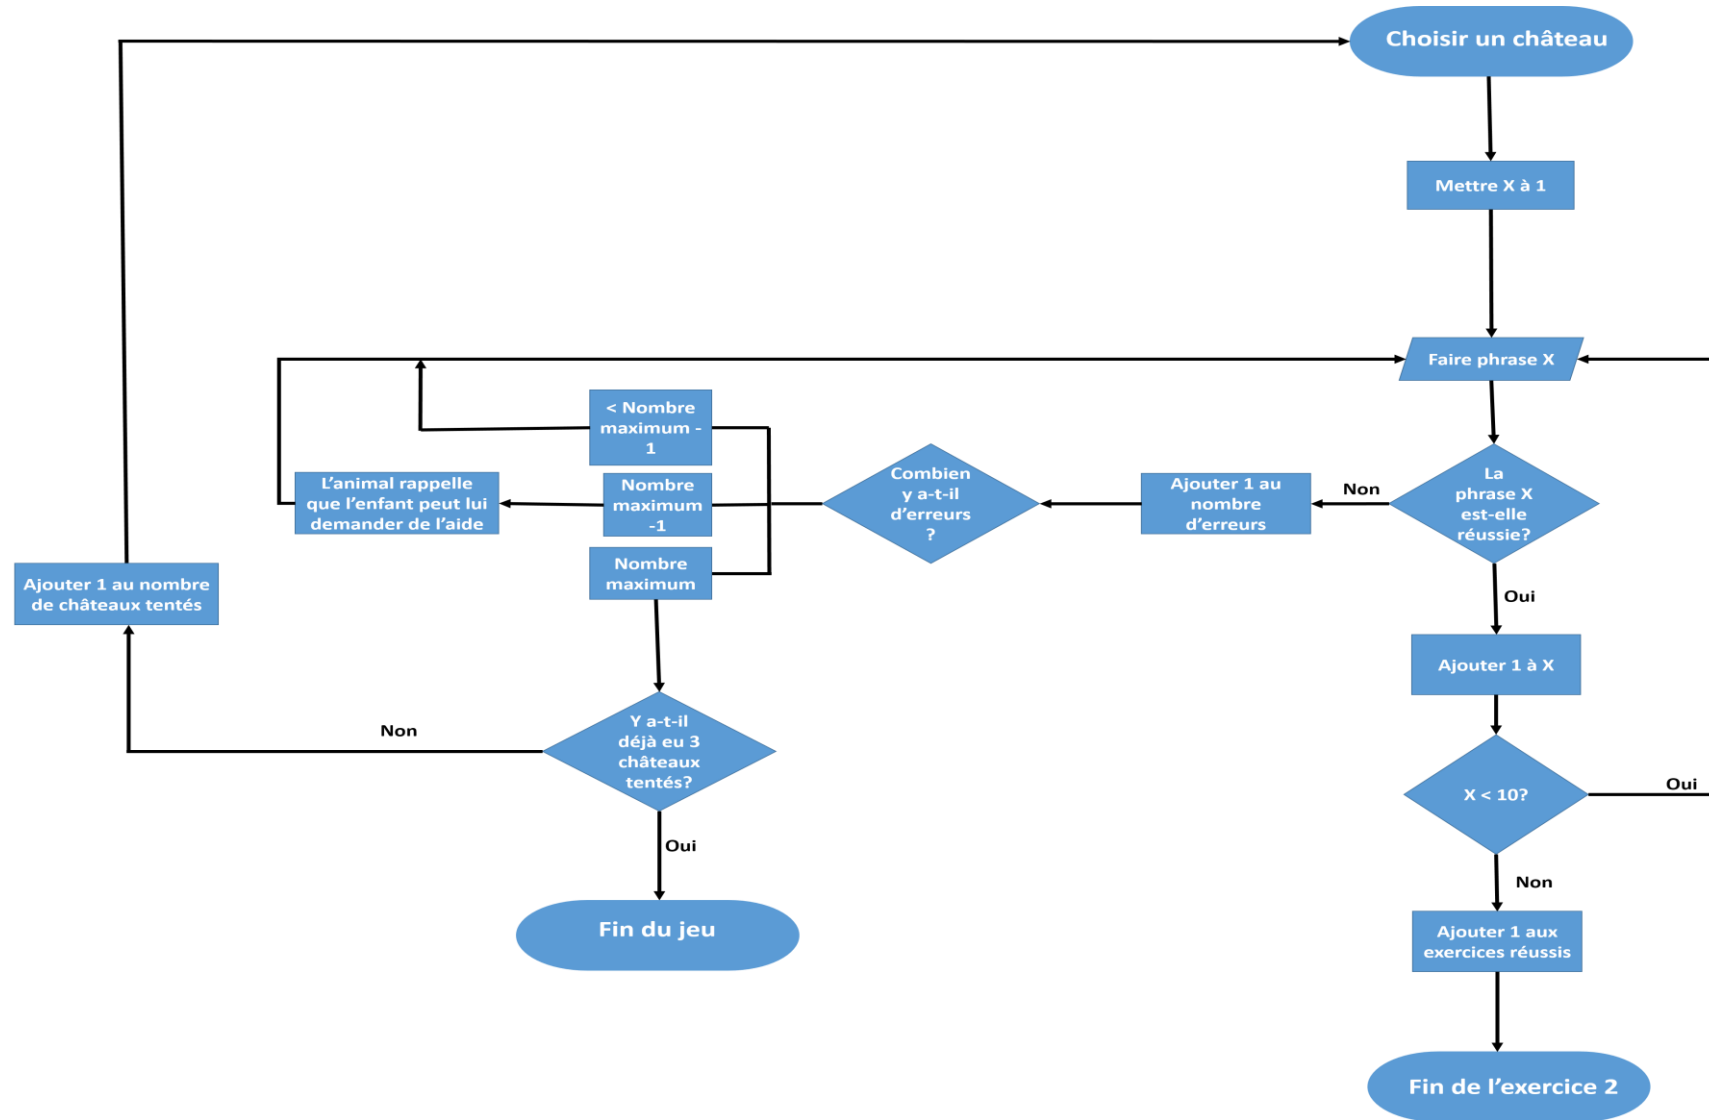 Choisir un château
Mettre X à 1
Faire phrase X
< Nombre
maximum -
1
L’animal rappelle
que l’enfant peut lui
demander de l’aide
Nombre
maximum
-1
Nombre
maximum
Combien
y a-t-il
d’erreurs
?
Ajouter 1 au
nombre
d’erreurs
Non
La
phrase X
est-elle
réussie?
Oui
Ajouter 1 au nombre
de châteaux tentés
Ajouter 1 à X
Non
Y a-t-il
déjà eu 3
châteaux
tentés?
X < 10?
Oui
Oui
Non
Fin du jeu
Ajouter 1 aux
exercices réussis
Fin de l’exercice 2